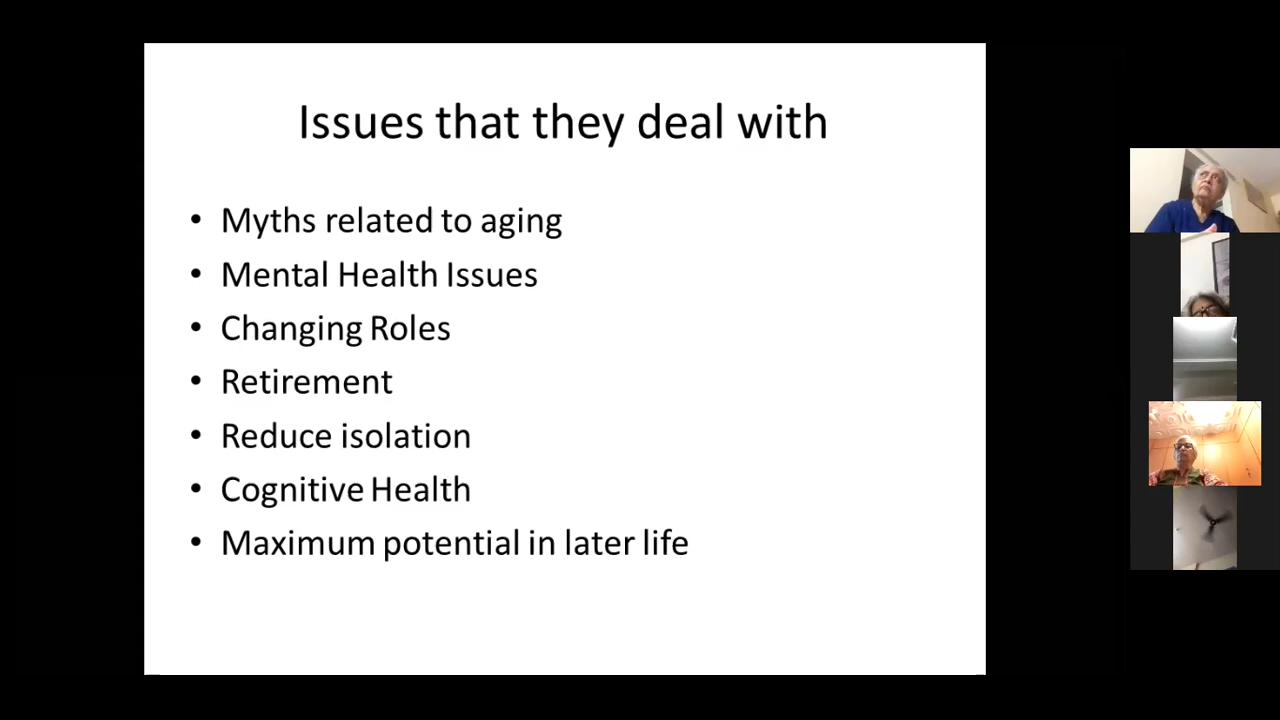 Issues that they deal with
• Myths related to aging
• Mental Health Issues
• Changing Roles
• Retirement
• Reduce isolation
• Cognitive Health
• Maximum potential in later life